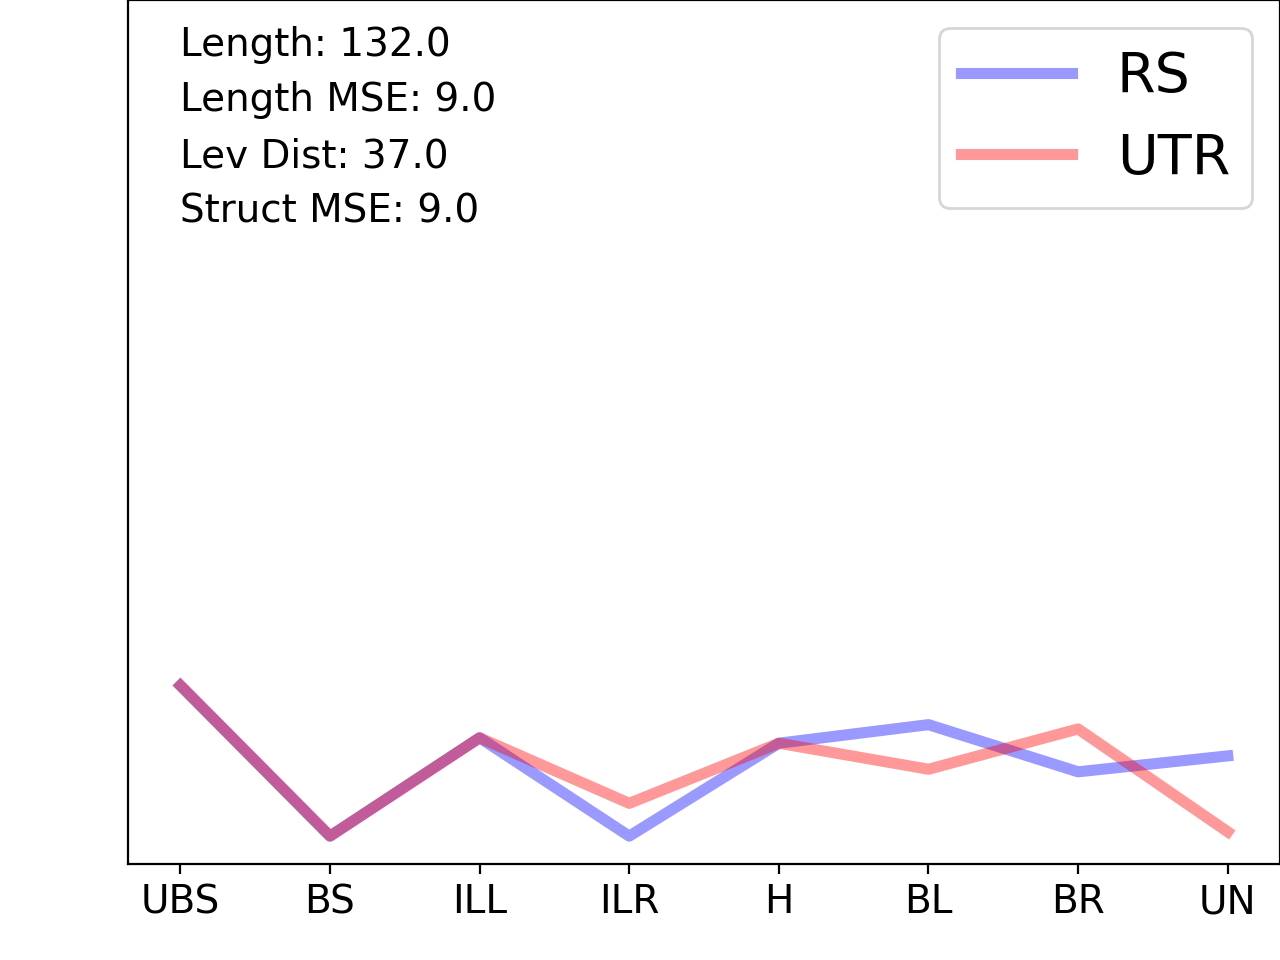 Length: 132.0
Length MSE: 9.0
Lev Dist: 37.0
Struct MSE: 9.0
RS
UTR
UBS BS ILL ILR H BL BR UN